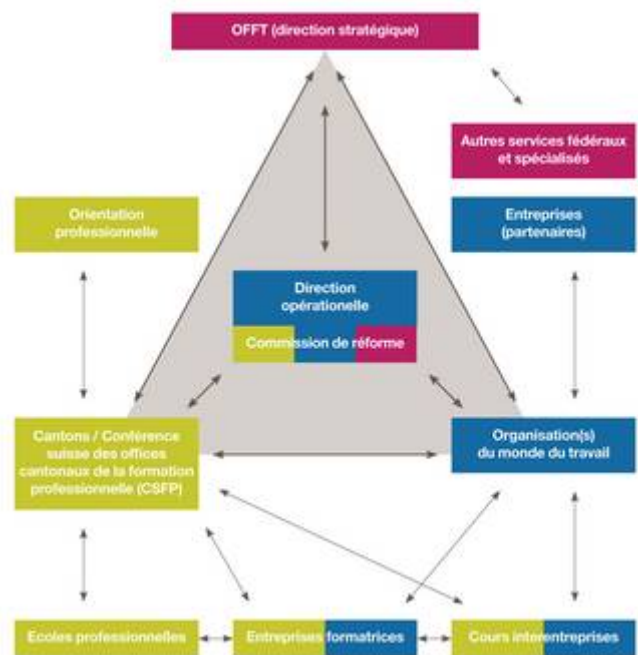 OFFT (direction stratégique)
Autres services fédéraux
et spécialisés
Orientation
professionnelle
Entreprises
(partenaires)
Direction
opérationelle
Commission de réforme
Cantons / Conférence
suisse des offices
cantonaux de la formation
professionnelle (CSFP)
Organisation(s)
du monde du travail
Ecoles professionnelles
Entreprises formatrices
Cours interentreprises